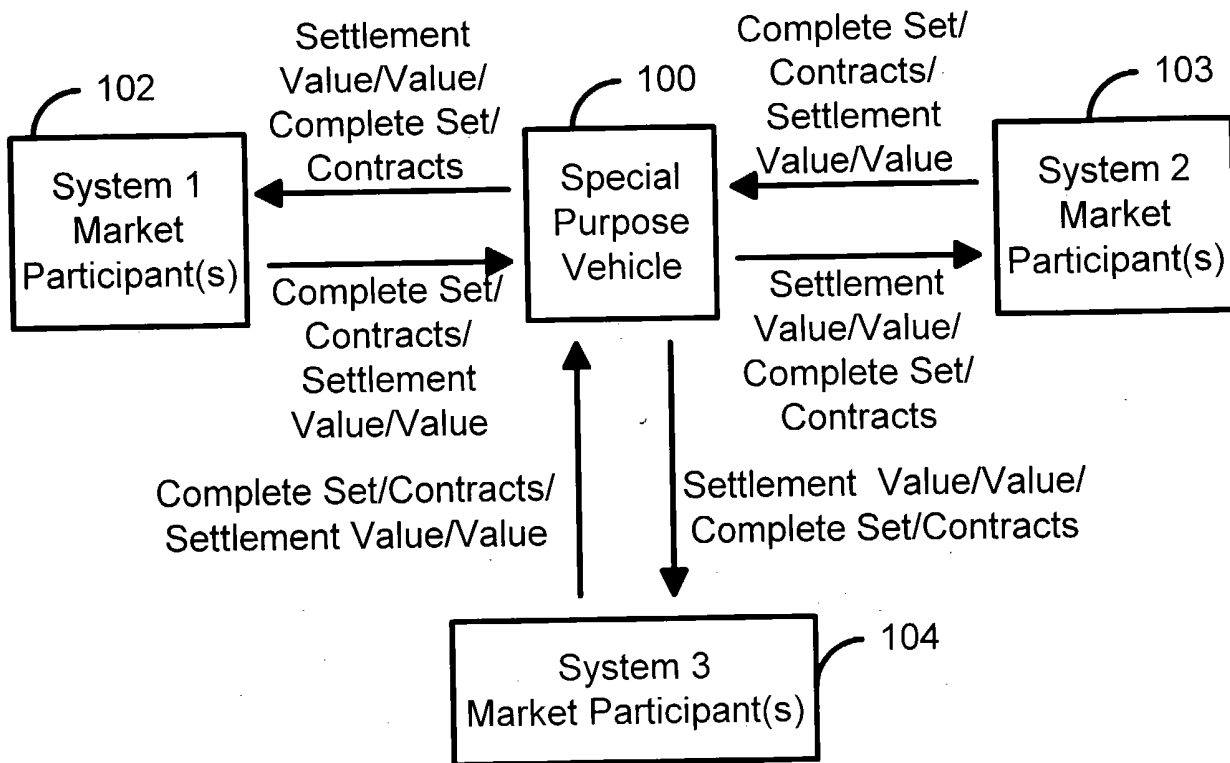 Settlement
Value/Value/
Complete Set/
Contracts
Complete Set/
Contracts/
Settlement
Value/Value
102
100
103
System 1
Market
Participant(s)
Special
Purpose
Vehicle
System 2
Market
Participant(s)
Complete Set/
Contracts/
Settlement
Value/Value
Settlement
Value/Value/
Complete Set/
Contracts
Complete Set/Contracts/
Settlement Value/Value
Settlement Value/Value/
Complete Set/Contracts
104
System 3
Market Participant(s)